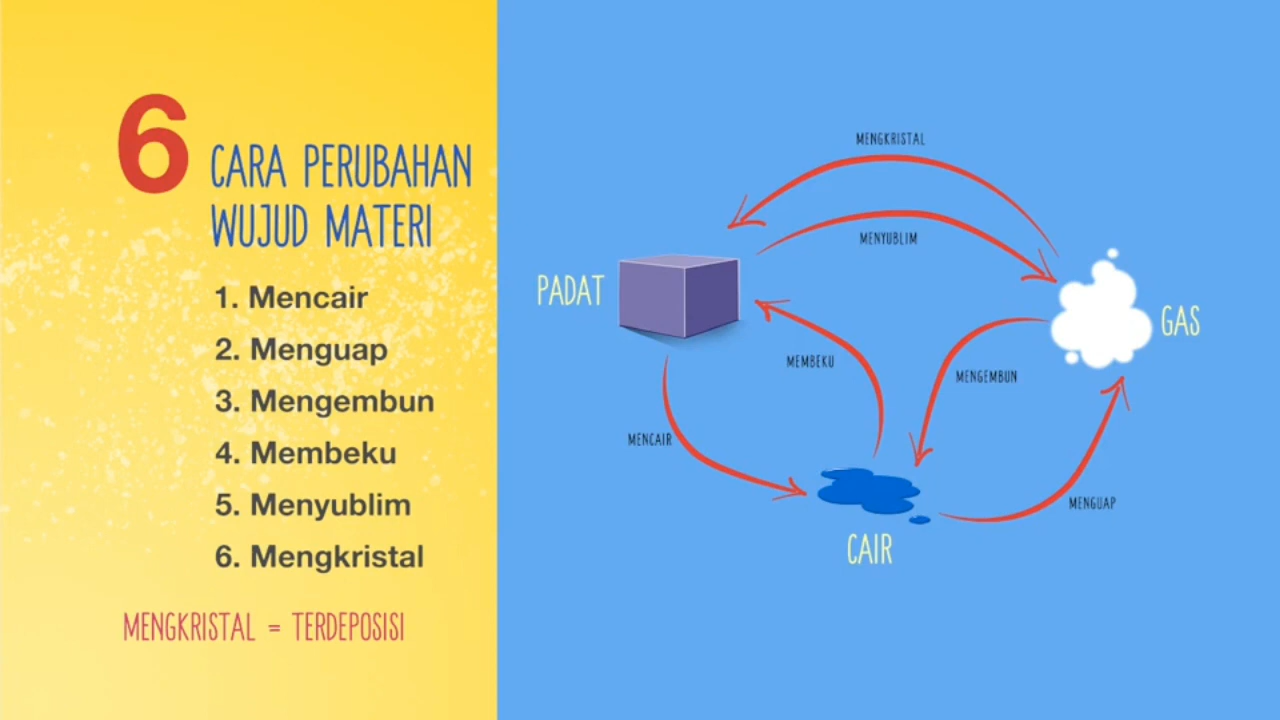 6 CARA PERUBAHAN
WUJUD MATERI
1. Mencair
2. Menguap
3. Mengembun
4. Membeku
5. Menyublim
6. Mengkristal
MENGKRISTAL = TERDEPOSISI
MENGKRISTAL
MENYUBLIM
PADAT
GAS
MEMBEKU
MENGEMBUN
MENCAIR
MENGUAP
CAIR